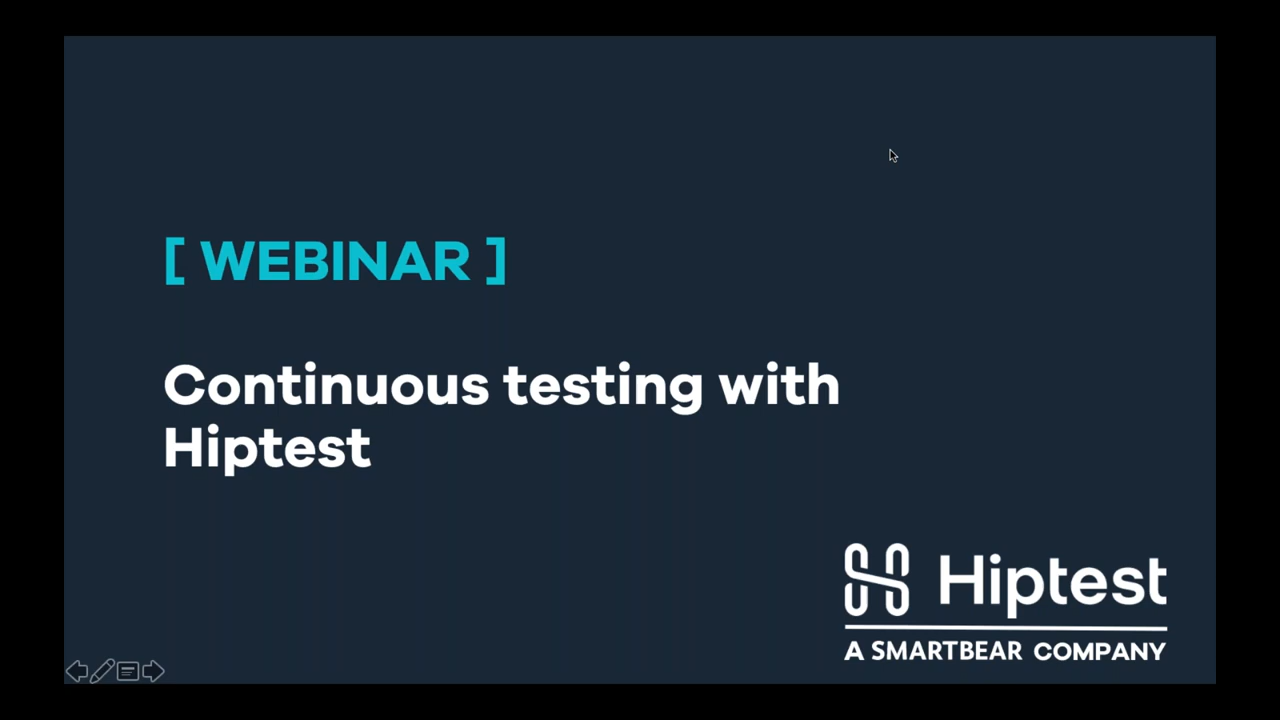 [ WEBINAR ]
Continuous testing with
Hiptest
Hiptest
A SMARTBEAR COMPANY